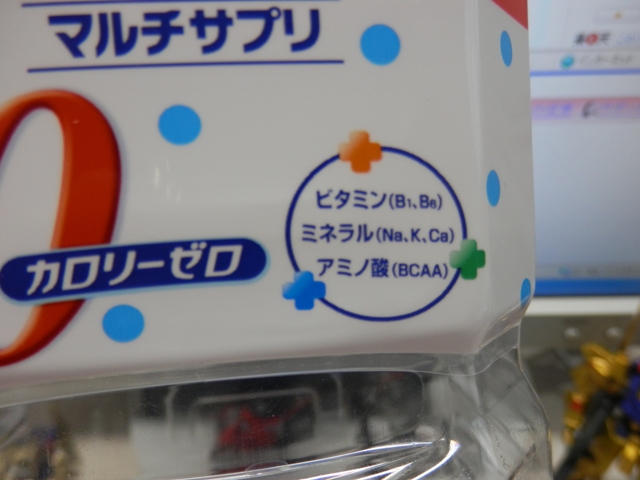 マルチサプリ
0
カロリーゼロ
ビタミン(B1、B6)
ミネラル(Na、K、Ca)
アミノ酸(BCAA)